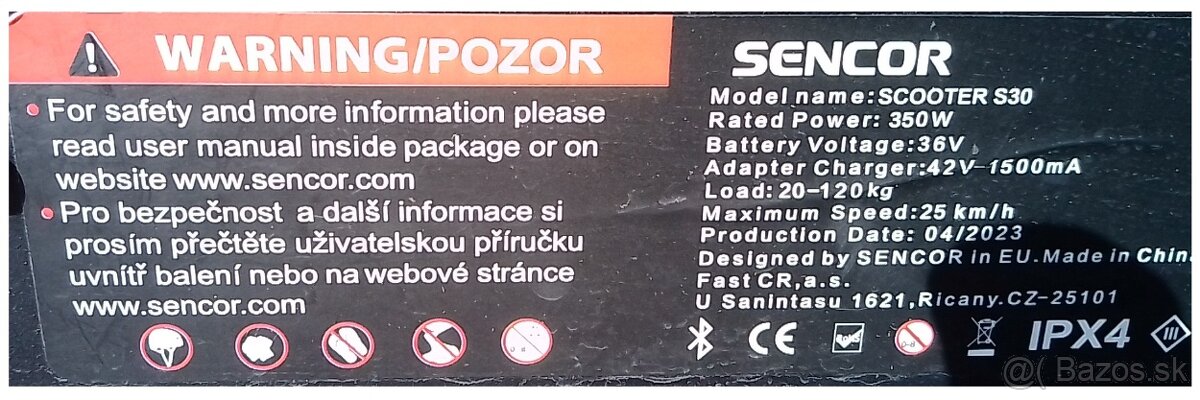 WARNING/POZOR
• For safety and more information please
read user manual inside package or on
website www.sencor.com
• Pro bezpečnost a další informace si
prosím přečtěte uživatelskou příručku
uvnitř balení nebo na webové stránce
www.sencor.com
SENCOR
Model name:SCOOTER S30
Rated Power: 350W
Battery Voltage:36V
Adapter Charger:42V-1500mA
Load: 20-120kg
Maximum Speed:25 km/h
Production Date: 04/2023
Designed by SENCOR in EU.Made in China.
Fast CR,a.s.
U Sanintasu 1621,Ricany.CZ-25101
CE RoHS IPX4
@( Bazos.sk